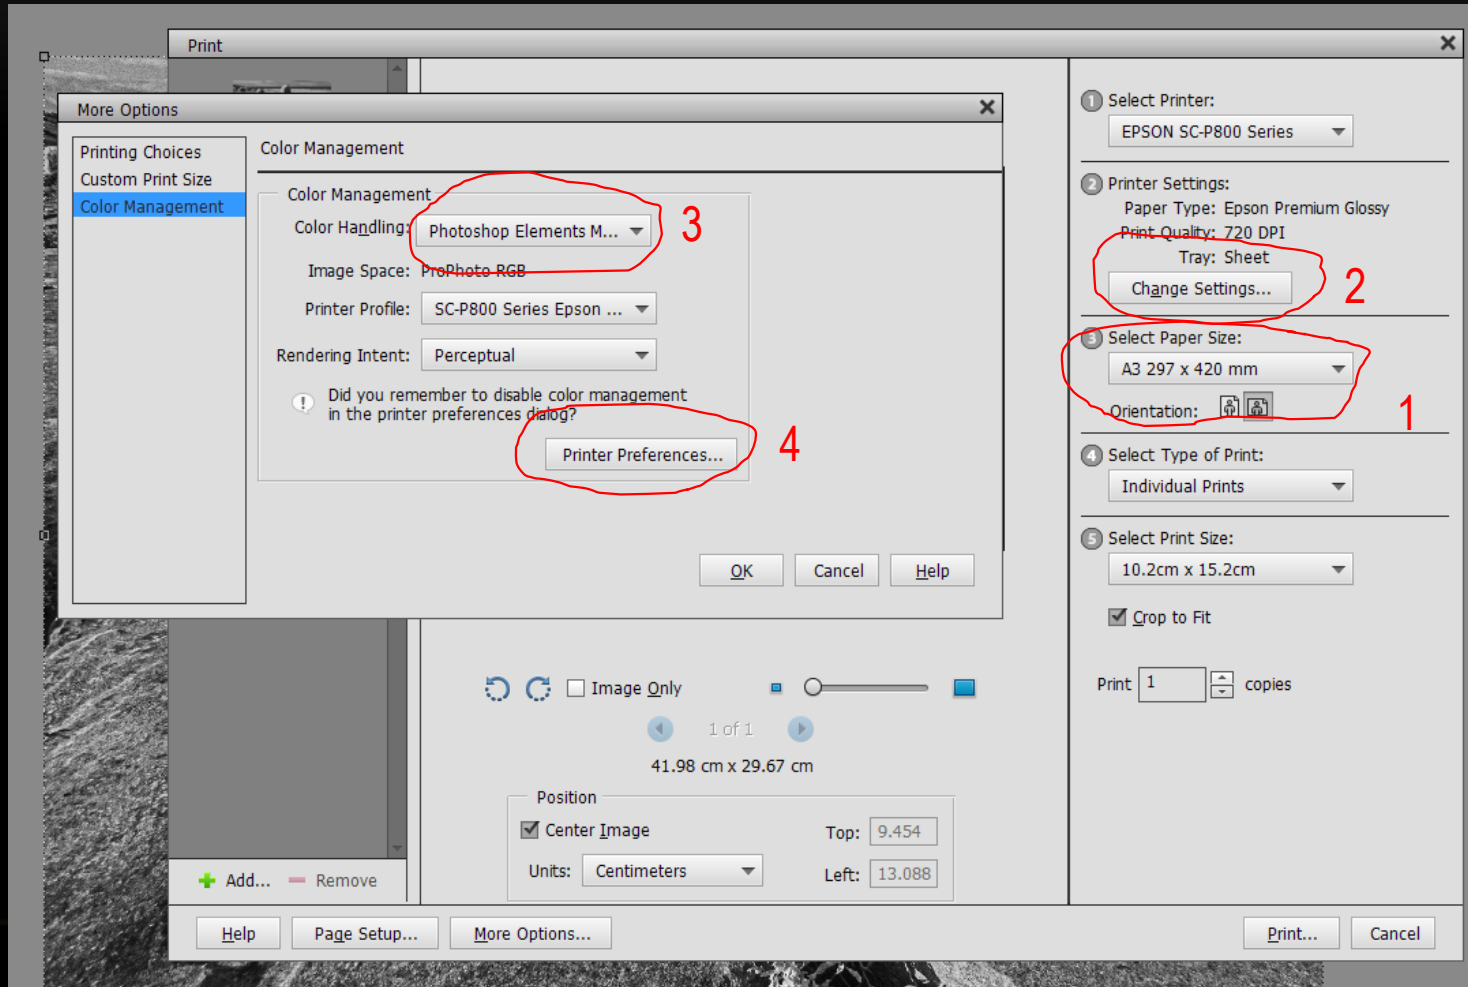 Print
More Options
Printing Choices
Custom Print Size
Color Management
Color Management
Color Management
Color Handling: Photoshop Elements M...
3
Image Space: ProPhoto RGB
Printer Profile: SC-P800 Series Epson ...
Rendering Intent: Perceptual
Did you remember to disable color management
in the printer preferences dialog?
Printer Preferences...
4
OK Cancel Help
1 Select Printer:
EPSON SC-P800 Series
2 Printer Settings:
Paper Type: Epson Premium Glossy
Print Quality: 720 DPI
Tray: Sheet
Change Settings...
2
3 Select Paper Size:
A3 297 x 420 mm
Orientation:
1
4 Select Type of Print:
Individual Prints
5 Select Print Size:
10.2cm x 15.2cm
Crop to Fit
Print 1 copies
Image Only
1 of 1
41.98 cm x 29.67 cm
Position
Center Image
Top: 9.454
Units: Centimeters
Left: 13.088
Add... Remove
Help Page Setup... More Options... Print... Cancel